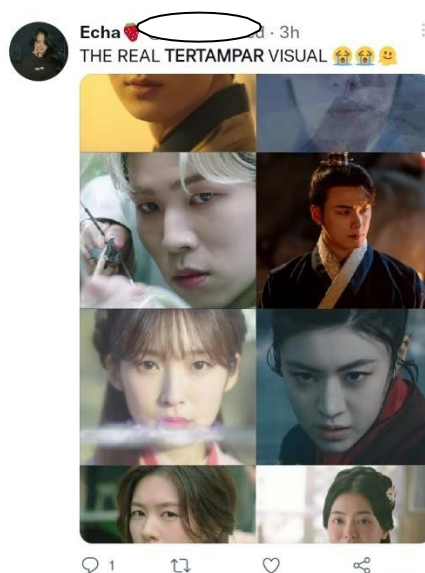 Echa🍓 d · 3h
THE REAL TERTAMPAR VISUAL 😭😭🫠
1